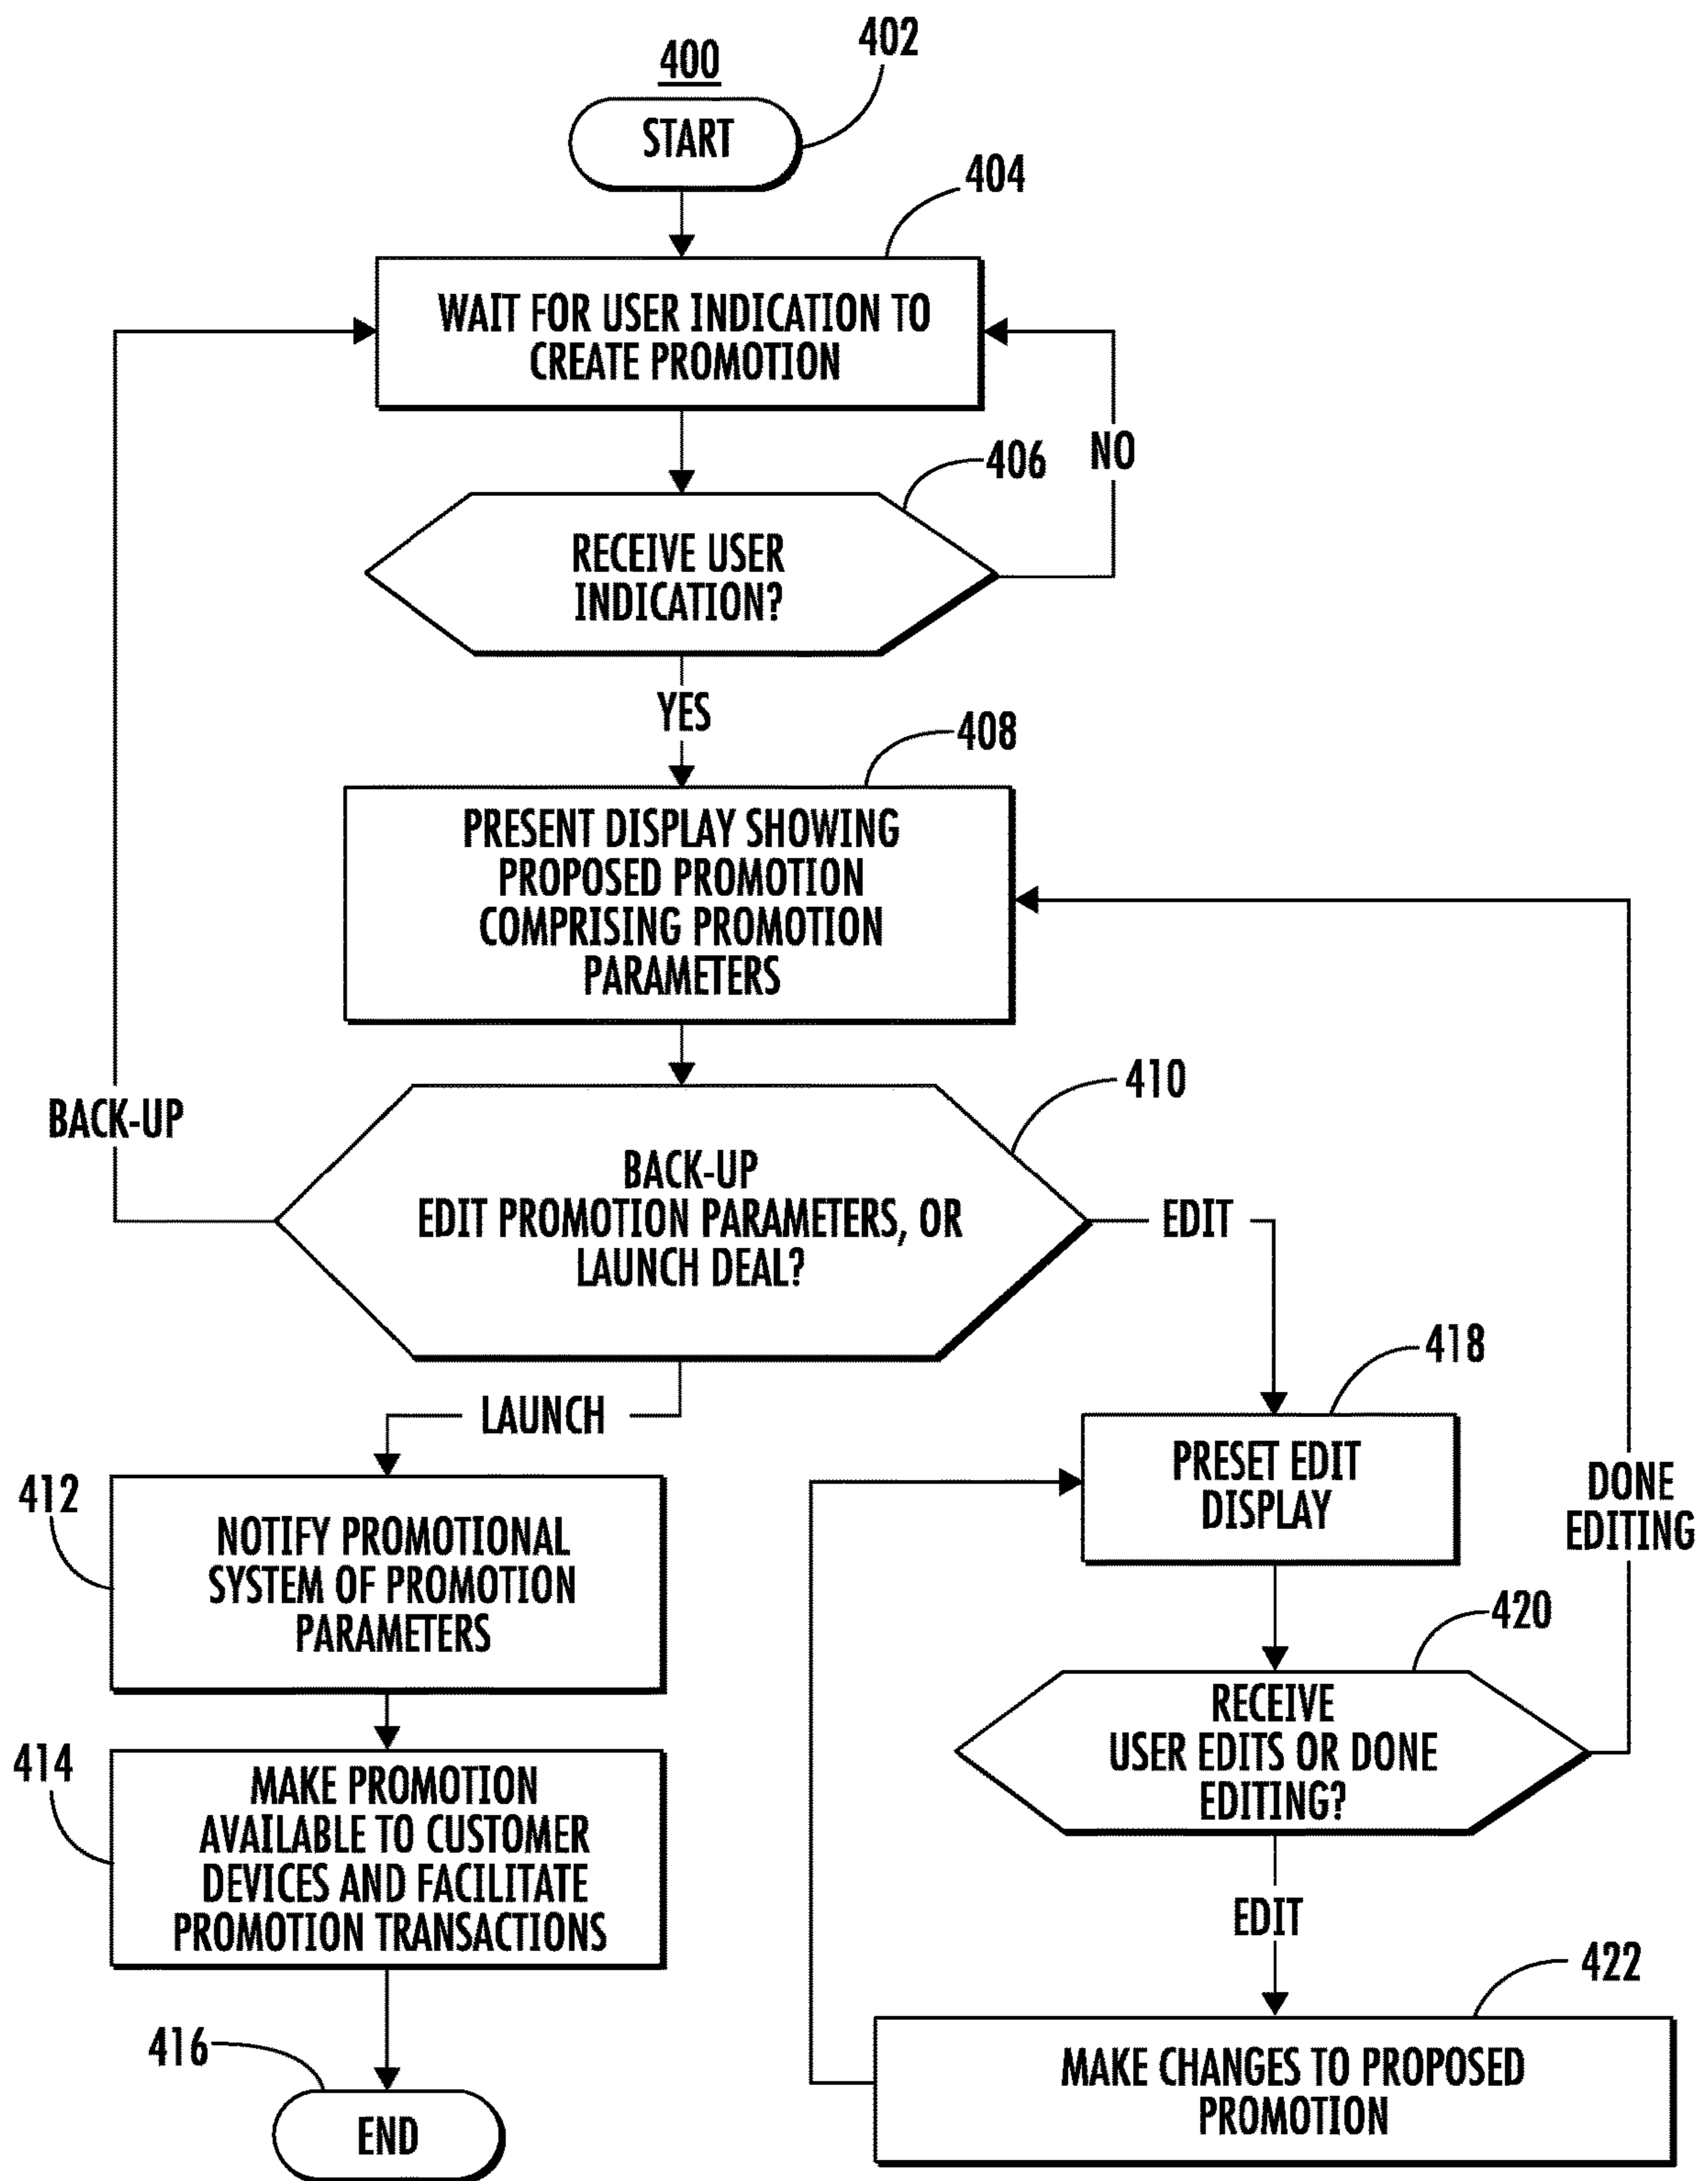 400
402
START
404
WAIT FOR USER INDICATION TO
CREATE PROMOTION
406
NO
RECEIVE USER
INDICATION?
YES
408
PRESENT DISPLAY SHOWING
PROPOSED PROMOTION
COMPRISING PROMOTION
PARAMETERS
410
BACK-UP
BACK-UP
EDIT PROMOTION PARAMETERS, OR
LAUNCH DEAL?
EDIT
LAUNCH
412
NOTIFY PROMOTIONAL
SYSTEM OF PROMOTION
PARAMETERS
414
MAKE PROMOTION
AVAILABLE TO CUSTOMER
DEVICES AND FACILITATE
PROMOTION TRANSACTIONS
416
END
418
PRESET EDIT
DISPLAY
DONE
EDITING
420
RECEIVE
USER EDITS OR DONE
EDITING?
EDIT
422
MAKE CHANGES TO PROPOSED
PROMOTION